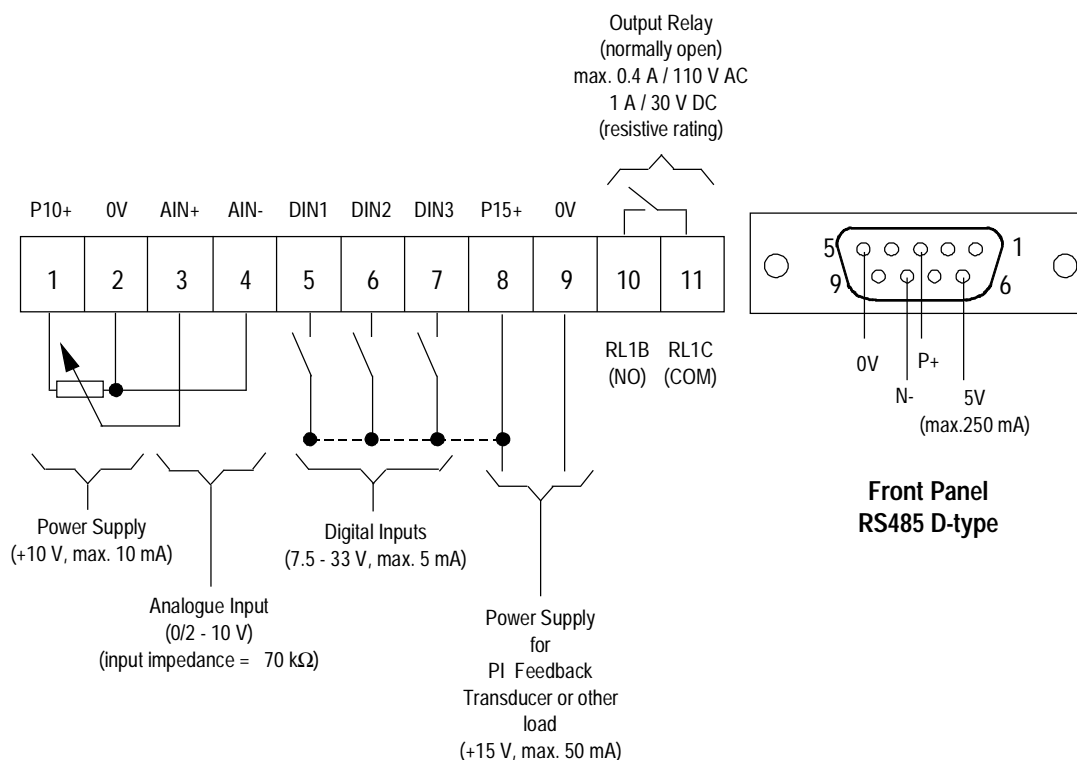 Output Relay
(normally open)
max. 0.4 A / 110 V AC
1 A / 30 V DC
(resistive rating)
P10+ 0V AIN+ AIN- DIN1 DIN2 DIN3 P15+ 0V
1 2 3 4 5 6 7 8 9 10 11
RL1B
(NO)
RL1C
(COM)
5 1
9 6
0V
P+
N-
5V
(max.250 mA)
Front Panel
RS485 D-type
Power Supply
(+10 V, max. 10 mA)
Digital Inputs
(7.5 - 33 V, max. 5 mA)
Analogue Input
(0/2 - 10 V)
(input impedance = 70 kΩ)
Power Supply
for
PI Feedback
Transducer or other
load
(+15 V, max. 50 mA)